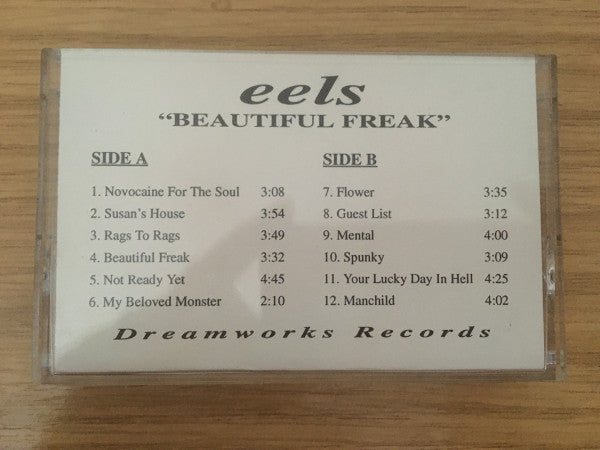 eels
“BEAUTIFUL FREAK”
SIDE A
1. Novocaine For The Soul 3:08
2. Susan's House 3:54
3. Rags To Rags 3:49
4. Beautiful Freak 3:32
5. Not Ready Yet 4:45
6. My Beloved Monster 2:10
SIDE B
7. Flower 3:35
8. Guest List 3:12
9. Mental 4:00
10. Spunky 3:09
11. Your Lucky Day In Hell 4:25
12. Manchild 4:02
Dreamworks Records